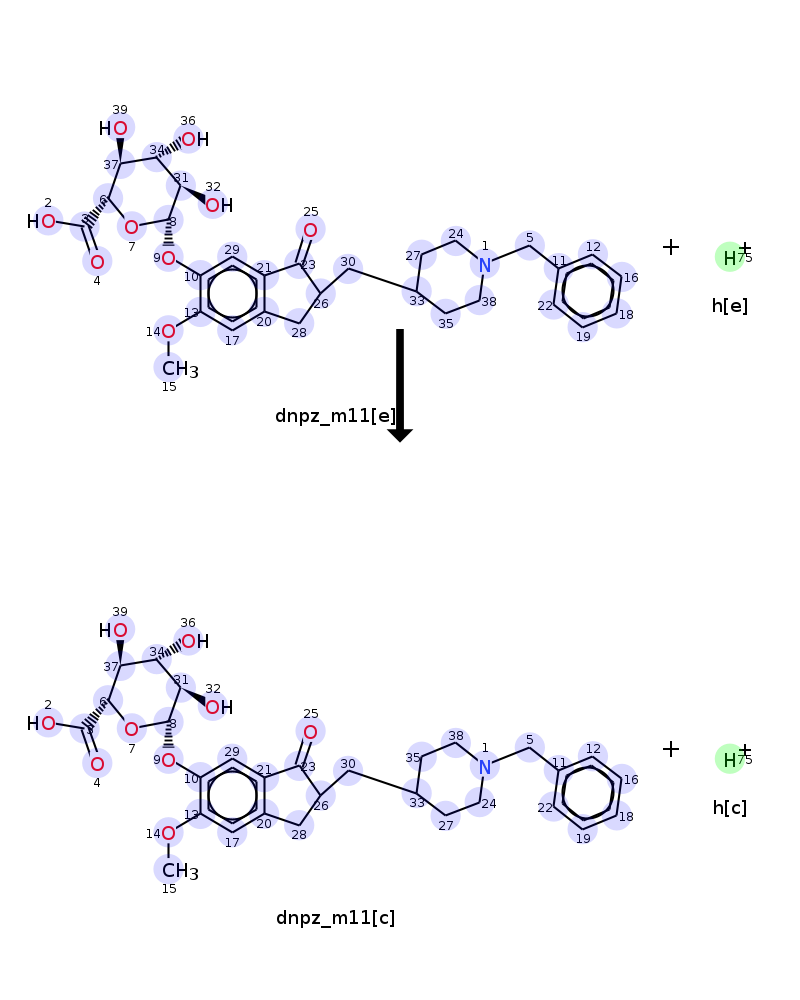 39
HO
36
OH
34
37
31
32
OH
2
HO
6
3
8
O
7
O
4
O
9
25
O
29
10
21
23
30
26
13
20
28
17
14
O
CH3
15
24
27
1
N
5
33
38
35
11
12
16
22
18
19
+
H+
75
h[e]
dnpz_m11[e]
39
HO
36
OH
34
37
31
32
OH
2
HO
6
3
8
O
7
O
4
O
9
25
O
29
10
21
23
30
26
13
20
28
17
14
O
CH3
15
38
35
1
N
5
33
24
27
11
12
16
22
18
19
+
H+
75
h[c]
dnpz_m11[c]